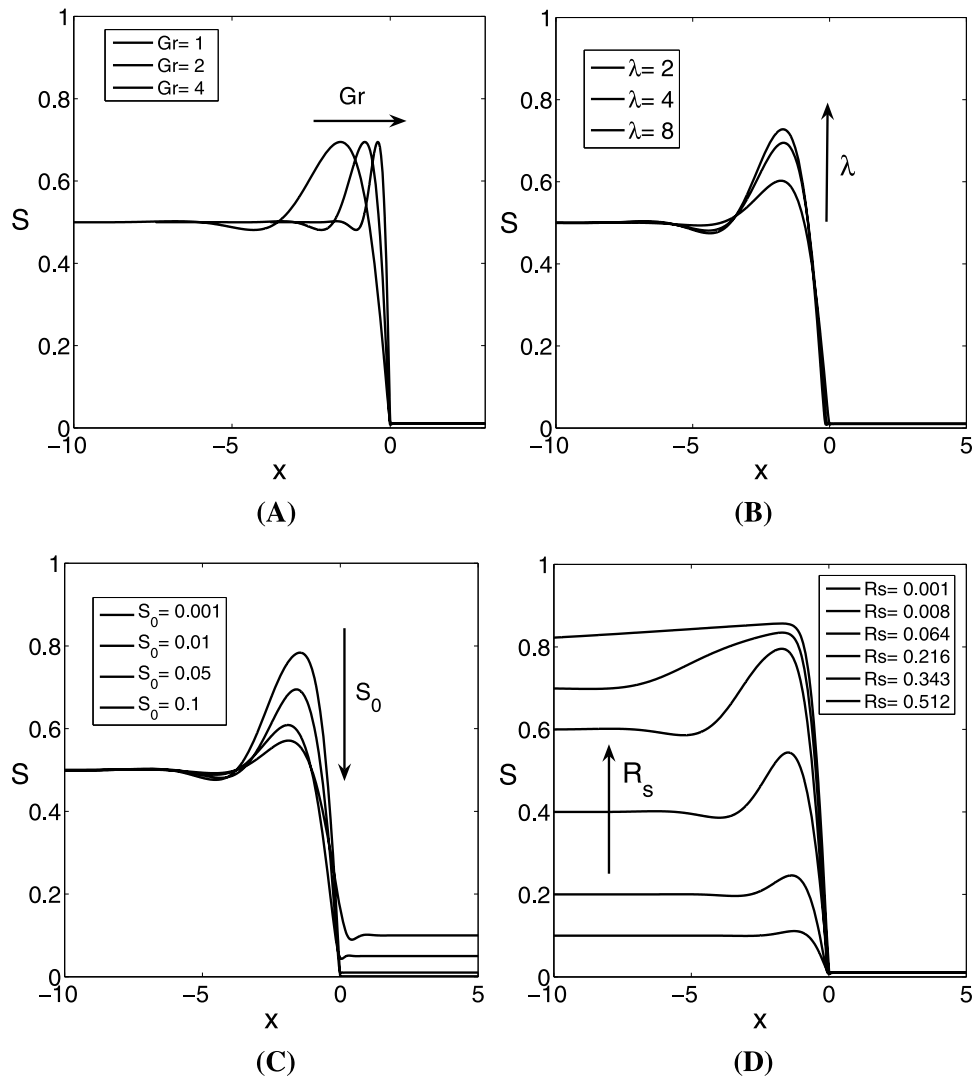 1
Gr= 1
Gr= 2
Gr= 4
Gr
0.8
0.6
S
0.4
0.2
0
−10
−5
0
x
(A)
1
λ= 2
λ= 4
λ= 8
λ
0.8
0.6
S
0.4
0.2
0
−10
−5
0
5
x
(B)
1
S0= 0.001
S0= 0.01
S0= 0.05
S0= 0.1
S0
0.8
0.6
S
0.4
0.2
0
−10
−5
0
5
x
(C)
1
Rs= 0.001
Rs= 0.008
Rs= 0.064
Rs= 0.216
Rs= 0.343
Rs= 0.512
Rs
0.8
0.6
S
0.4
0.2
0
−10
−5
0
5
x
(D)